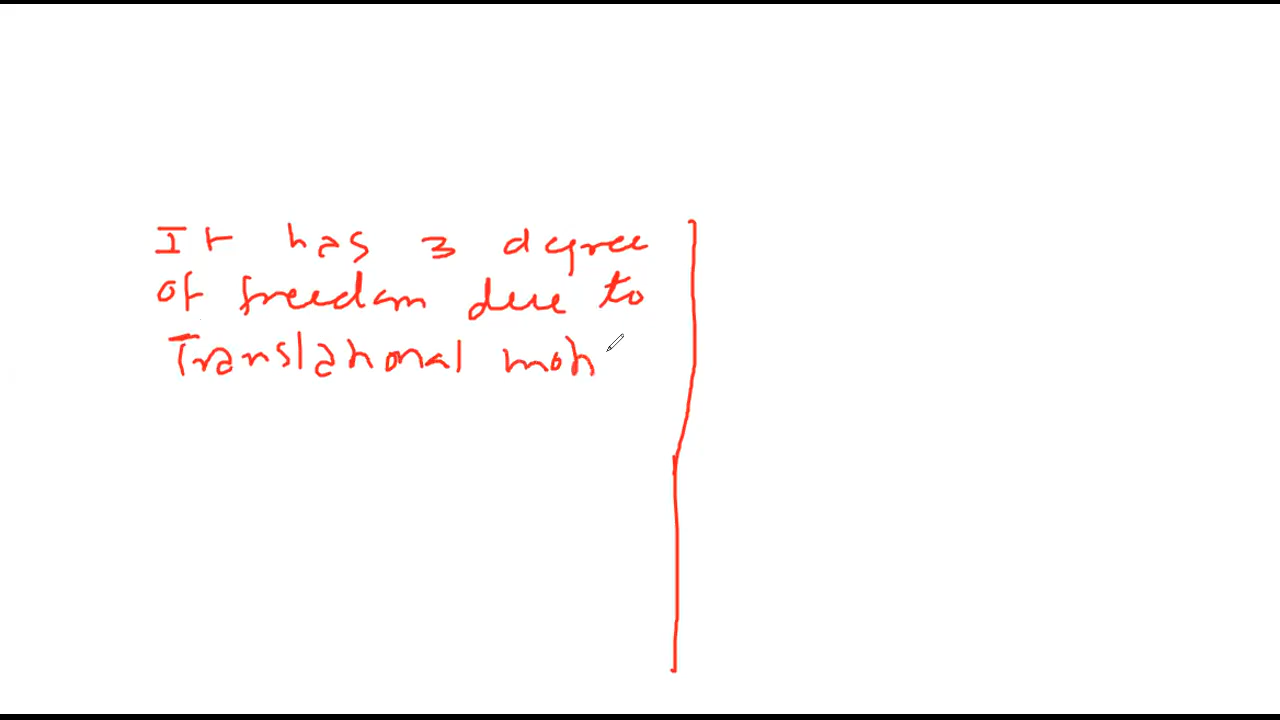 It has 3 degree
of freedom due to
Translational moti